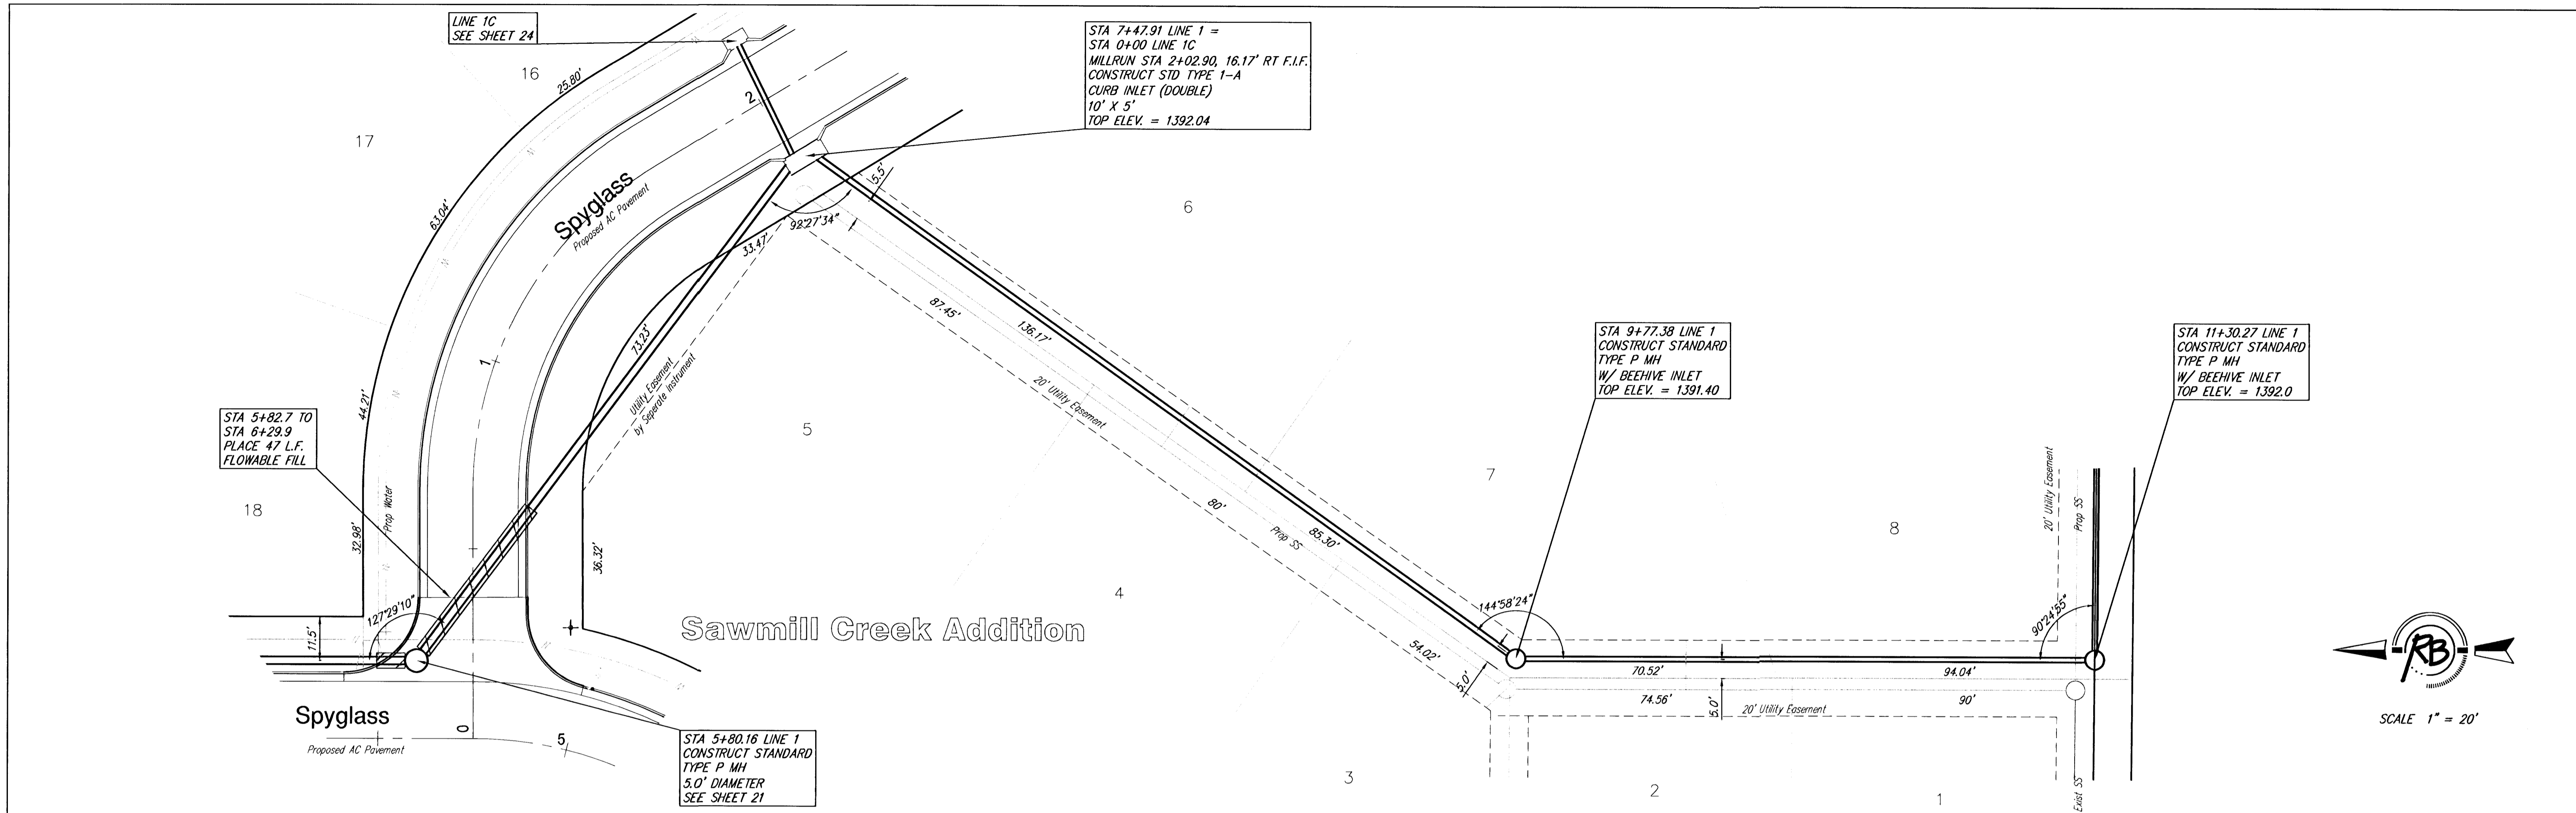 LINE 1C
SEE SHEET 24
STA 7+47.91 LINE 1 =
STA 0+00 LINE 1C
MILLRUN STA 2+02.90, 16.17' RT F.I.F.
CONSTRUCT STD TYPE 1-A
CURB INLET (DOUBLE)
10' X 5'
TOP ELEV. = 1392.04
16
25.80'
2
17
63.04'
Spyglass
Proposed AC Pavement
5.5'
6
92°27'34"
33.47'
87.45'
136.17'
73.23'
1
20' Utility Easement
Utility Easement
by Seperate Instrument
44.21'
STA 5+82.7 TO
STA 6+29.9
PLACE 47 L.F.
FLOWABLE FILL
STA 9+77.38 LINE 1
CONSTRUCT STANDARD
TYPE P MH
W/ BEEHIVE INLET
TOP ELEV. = 1391.40
STA 11+30.27 LINE 1
CONSTRUCT STANDARD
TYPE P MH
W/ BEEHIVE INLET
TOP ELEV. = 1392.0
5
7
18
Prop Water
32.98'
80'
Prop SS
85.30'
8
20' Utility Easement
Prop SS
36.32'
4
127°29'10"
11.5'
Sawmill Creek Addition
144°58'24"
90°24'55"
54.02'
5.0'
70.52'
94.04'
74.56'
5.0'
20' Utility Easement
90'
RB
SCALE 1" = 20'
Spyglass
Proposed AC Pavement
0
5
STA 5+80.16 LINE 1
CONSTRUCT STANDARD
TYPE P MH
5.0' DIAMETER
SEE SHEET 21
3
2
1
Exist SS